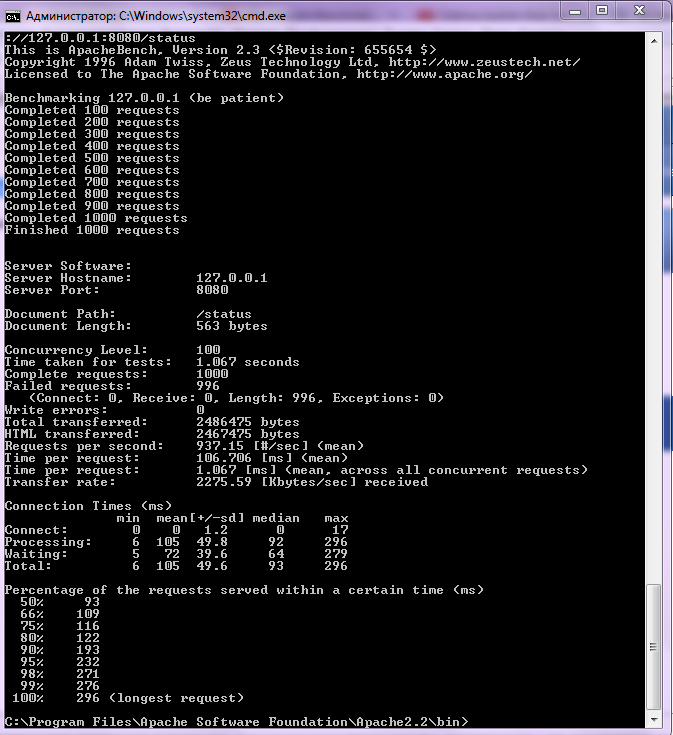 Администратор: C:\Windows\system32\cmd.exe
://127.0.0.1:8080/status
This is ApacheBench, Version 2.3 <$Revision: 655654 $>
Copyright 1996 Adam Twiss, Zeus Technology Ltd, http://www.zeustech.net/
Licensed to The Apache Software Foundation, http://www.apache.org/

Benchmarking 127.0.0.1 (be patient)
Completed 100 requests
Completed 200 requests
Completed 300 requests
Completed 400 requests
Completed 500 requests
Completed 600 requests
Completed 700 requests
Completed 800 requests
Completed 900 requests
Completed 1000 requests
Finished 1000 requests


Server Software:
Server Hostname:        127.0.0.1
Server Port:            8080

Document Path:          /status
Document Length:        563 bytes

Concurrency Level:      100
Time taken for tests:   1.067 seconds
Complete requests:      1000
Failed requests:        996
   (Connect: 0, Receive: 0, Length: 996, Exceptions: 0)
Write errors:           0
Total transferred:      2486475 bytes
HTML transferred:       2467475 bytes
Requests per second:    937.15 [#/sec] (mean)
Time per request:       106.706 [ms] (mean)
Time per request:       1.067 [ms] (mean, across all concurrent requests)
Transfer rate:          2275.59 [Kbytes/sec] received

Connection Times (ms)
              min  mean[+/-sd] median   max
Connect:        0    0   1.2      0      17
Processing:     6  105  49.8     92     296
Waiting:        5   72  39.6     64     279
Total:          6  105  49.6     93     296

Percentage of the requests served within a certain time (ms)
  50%     93
  66%    109
  75%    116
  80%    122
  90%    193
  95%    232
  98%    271
  99%    276
 100%    296 (longest request)

C:\Program Files\Apache Software Foundation\Apache2.2\bin>